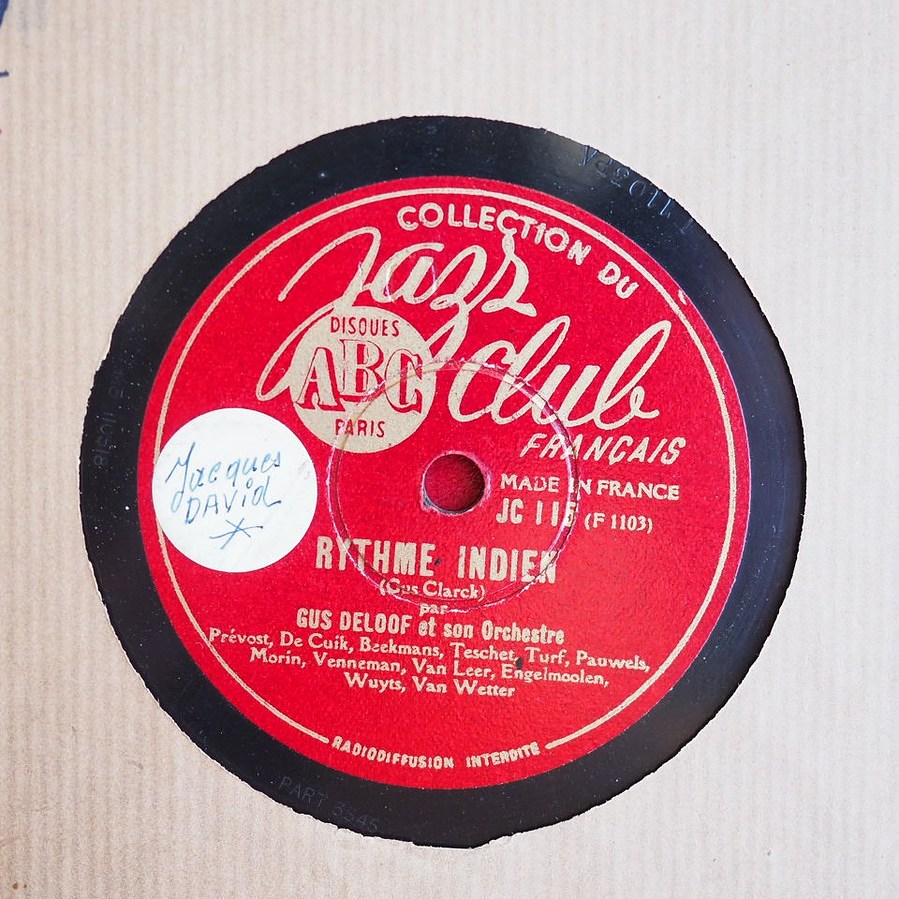 COLLECTION DU
Jazz
Club
FRANÇAIS
DISQUES
ABC
PARIS
MADE IN FRANCE
JC 115 (F 1103)
Jacques
DAVID
RYTHME INDIEN
(Gus Clarck)
par
GUS DELOOF et son Orchestre
Prévost, De Cuik, Beekmans, Teschet, Turf, Pauwels,
Morin, Venneman, Van Leer, Engelmoolen,
Wuyts, Van Wetter
RADIODIFFUSION INTERDITE
PART 8545